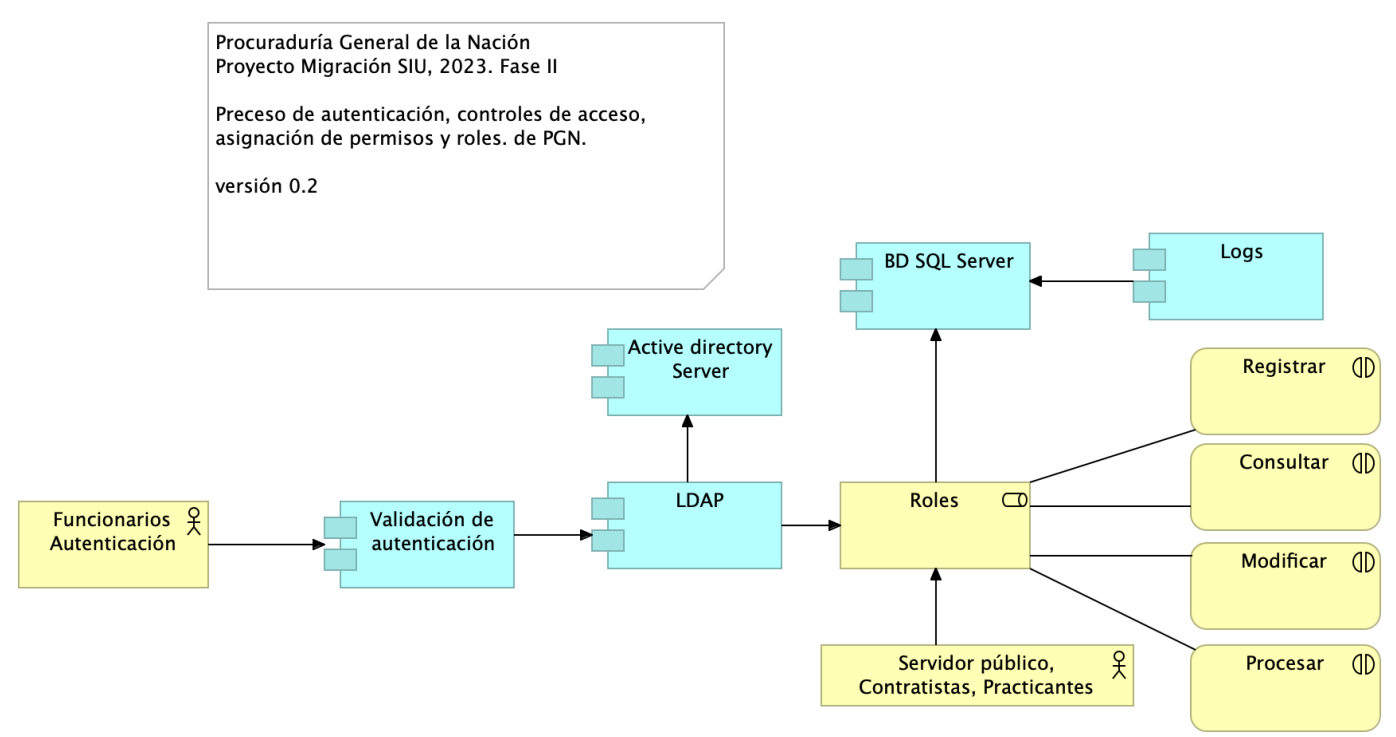 Procuraduría General de la Nación
Proyecto Migración SIU, 2023. Fase II
Preceso de autenticación, controles de acceso,
asignación de permisos y roles. de PGN.
versión 0.2
BD SQL Server
Logs
Active directory
Server
Registrar
Consultar
Funcionarios
Autenticación
Validación de
autenticación
LDAP
Roles
Modificar
Servidor público,
Contratistas, Practicantes
Procesar